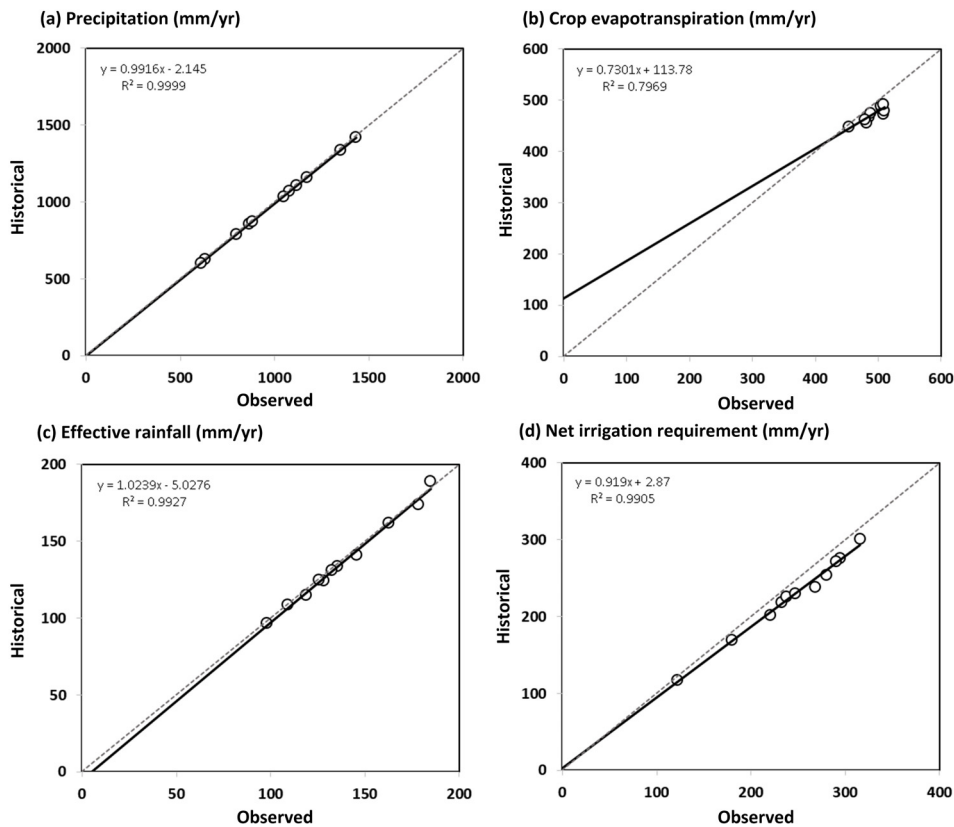 (a) Precipitation (mm/yr)
2000
1500
1000
500
0
y = 0.9916x - 2.145
R² = 0.9999
Historical
0 500 1000 1500 2000
Observed
(b) Crop evapotranspiration (mm/yr)
600
500
400
300
200
100
0
y = 0.7301x + 113.78
R² = 0.7969
Historical
0 100 200 300 400 500 600
Observed
(c) Effective rainfall (mm/yr)
200
150
100
50
0
y = 1.0239x - 5.0276
R² = 0.9927
Historical
0 50 100 150 200
Observed
(d) Net irrigation requirement (mm/yr)
400
300
200
100
0
y = 0.919x + 2.87
R² = 0.9905
Historical
0 100 200 300 400
Observed